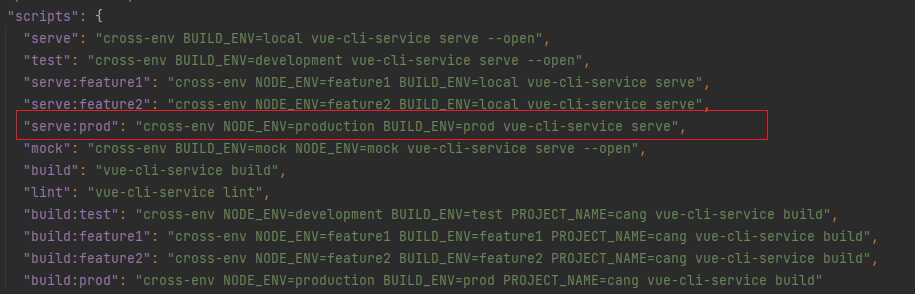 "scripts": {
"serve": "cross-env BUILD_ENV=local vue-cli-service serve --open",
"test": "cross-env BUILD_ENV=development vue-cli-service serve --open",
"serve:feature1": "cross-env NODE_ENV=feature1 BUILD_ENV=local vue-cli-service serve",
"serve:feature2": "cross-env NODE_ENV=feature2 BUILD_ENV=local vue-cli-service serve",
"serve:prod": "cross-env NODE_ENV=production BUILD_ENV=prod vue-cli-service serve",
"mock": "cross-env BUILD_ENV=mock NODE_ENV=mock vue-cli-service serve --open",
"build": "vue-cli-service build",
"lint": "vue-cli-service lint",
"build:test": "cross-env NODE_ENV=development BUILD_ENV=test PROJECT_NAME=cang vue-cli-service build",
"build:feature1": "cross-env NODE_ENV=feature1 BUILD_ENV=feature1 PROJECT_NAME=cang vue-cli-service build",
"build:feature2": "cross-env NODE_ENV=feature2 BUILD_ENV=feature2 PROJECT_NAME=cang vue-cli-service build",
"build:prod": "cross-env NODE_ENV=production BUILD_ENV=prod PROJECT_NAME=cang vue-cli-service build"